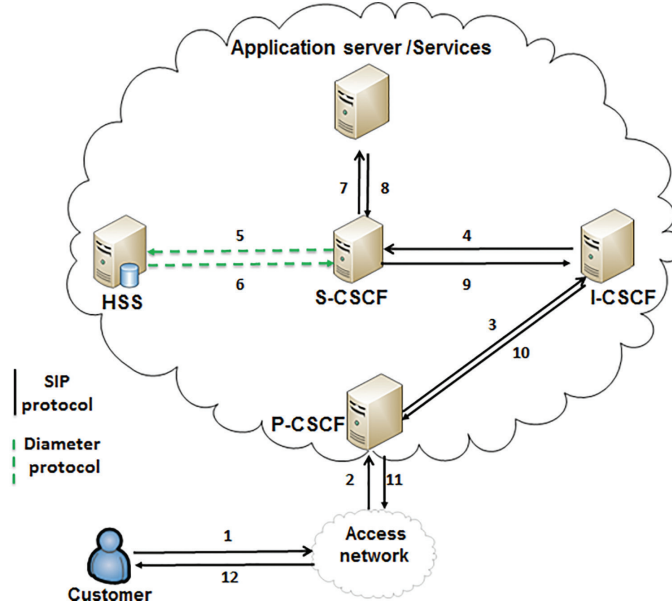 Application server /Services
7
8
5
4
6
9
HSS
S-CSCF
I-CSCF
3
10
SIP
protocol
P-CSCF
Diameter
protocol
2
11
Access
network
1
12
Customer